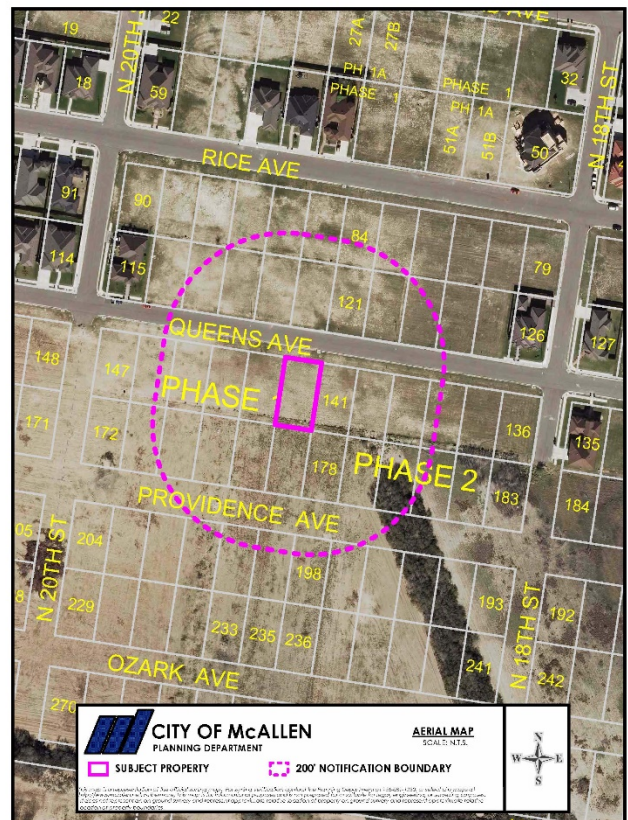 N 20TH ST
22
AVE
19
18
59
27A
27B
PH 1A
PHASE 1
PHASE 1
PH 1A
51A
51B
32
50
N 18TH ST
RICE AVE
91
90
84
79
114
115
121
126
127
QUEENS AVE
148
147
PHASE 1
141
136
135
171
172
178
PHASE 2
183
184
PROVIDENCE AVE
N 20TH ST
204
198
193
N 18TH ST
192
229
233
235
236
241
242
OZARK AVE
270
CITY OF McALLEN
PLANNING DEPARTMENT
AERIAL MAP
SCALE: N.T.S.
SUBJECT PROPERTY
200' NOTIFICATION BOUNDARY
N
W
E
S